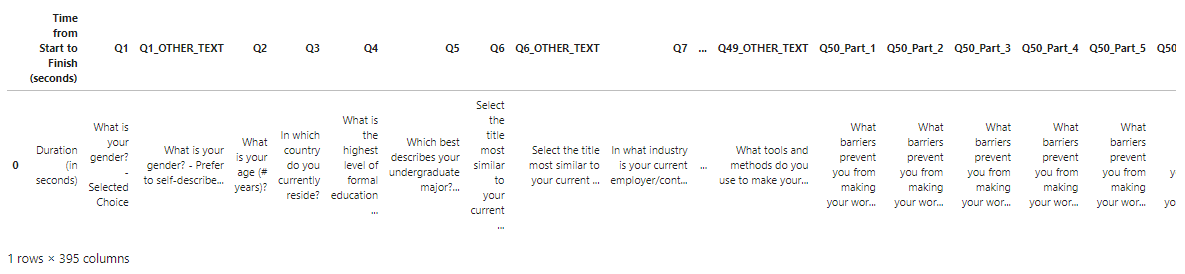 Time from Start to Finish (seconds) Q1 Q1_OTHER_TEXT Q2 Q3 Q4 Q5 Q6 Q6_OTHER_TEXT Q7 ... Q49_OTHER_TEXT Q50_Part_1 Q50_Part_2 Q50_Part_3 Q50_Part_4 Q50_Part_5 Q50
0 Duration (in seconds) What is your gender? - Selected Choice What is your gender? - Prefer to self-describe... What is your age (# years)? In which country do you currently reside? What is the highest level of formal education ... Which best describes your undergraduate major?... Select the title most similar to your current ... Select the title most similar to your current ... In what industry is your current employer/cont... ... What tools and methods do you use to make your... What barriers prevent you from making your wor... What barriers prevent you from making your wor... What barriers prevent you from making your wor... What barriers prevent you from making your wor... What barriers prevent you from making your wor... y yo
1 rows × 395 columns